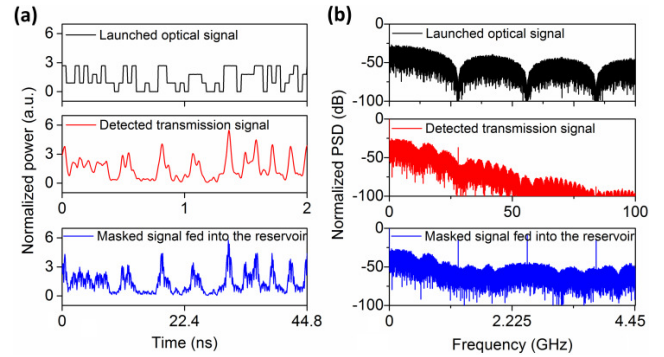 (a)
(b)
Normalized power (a.u.)
6
3
0
Launched optical signal
6
3
0
Detected transmission signal
0
1
2
6
3
0
Masked signal fed into the reservoir
0
22.4
44.8
Time (ns)
Normalized PSD (dB)
0
-50
-100
Launched optical signal
0
-50
-100
Detected transmission signal
0
50
100
0
-50
-100
Masked signal fed into the reservoir
0
2.225
4.45
Frequency (GHz)